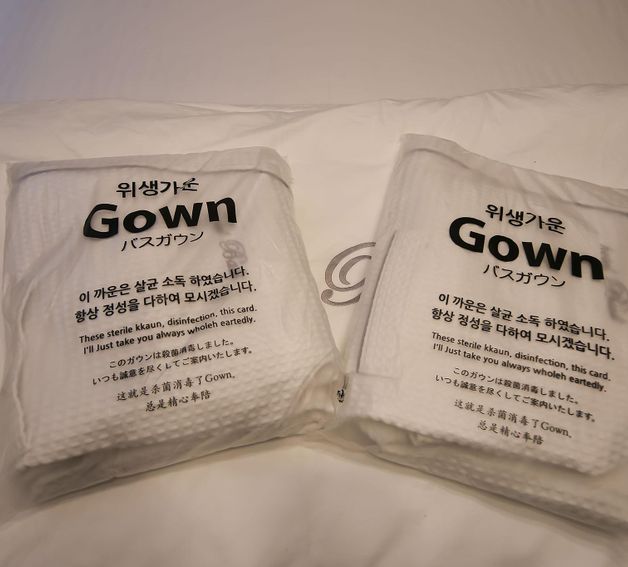 위생가운
Gown
バスガウン
이 까운은 살균 소독 하였습니다.
항상 정성을 다하여 모시겠습니다.
These sterile kkaun, disinfection, this card.
I'll Just take you always wholeh eartedly.
このガウンは殺菌消毒しました。
いつも誠意を尽くしてご案内いたします。
这就是杀菌消毒了Gown。
总是精心奉陪
위생가운
Gown
バスガウン
이 까운은 살균 소독 하였습니다.
항상 정성을 다하여 모시겠습니다.
These sterile kkaun, disinfection, this card.
I'll Just take you always wholeh eartedly.
このガウンは殺菌消毒しました。
いつも誠意を尽くしてご案内いたします。
这就是杀菌消毒了Gown。
总是精心奉陪